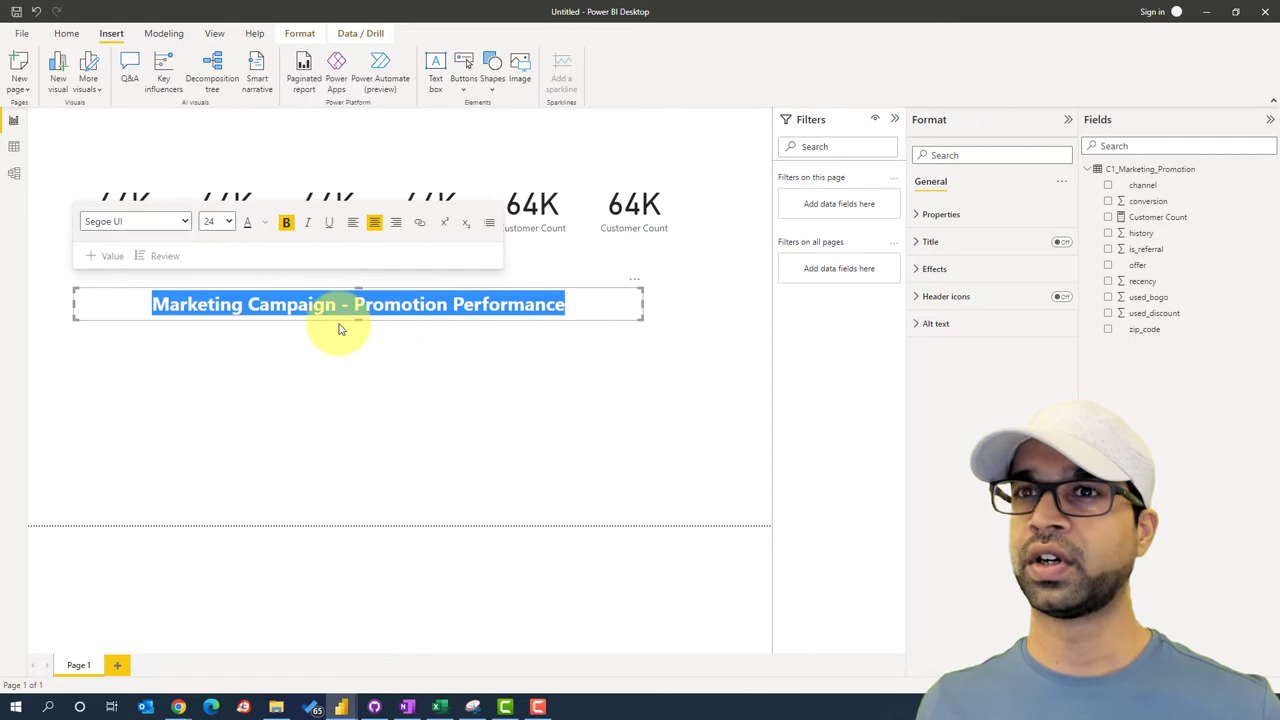 Untitled - Power BI Desktop
Sign in
File
Home
Insert
Modeling
View
Help
Format
Data / Drill
New page
New visual
More visuals
Q&A
Key influencers
Decomposition tree
Smart narrative
Paginated report
Power Apps
Power Automate (preview)
Text box
Buttons
Shapes
Image
Add a sparkline
Pages
Visuals
AI visuals
Power Platform
Elements
Sparklines
64K
64K
Customer Count
Segoe UI
24
A
B
I
U
Value
Review
Marketing Campaign - Promotion Performance
Filters
Search
Filters on this page
Add data fields here
Filters on all pages
Add data fields here
Format
Search
General
Properties
Title
Off
Effects
Header icons
Off
Alt text
Fields
Search
C1_Marketing_Promotion
channel
conversion
Customer Count
history
is_referral
offer
recency
used_bogo
used_discount
zip_code
Page 1
Page 1 of 1
65